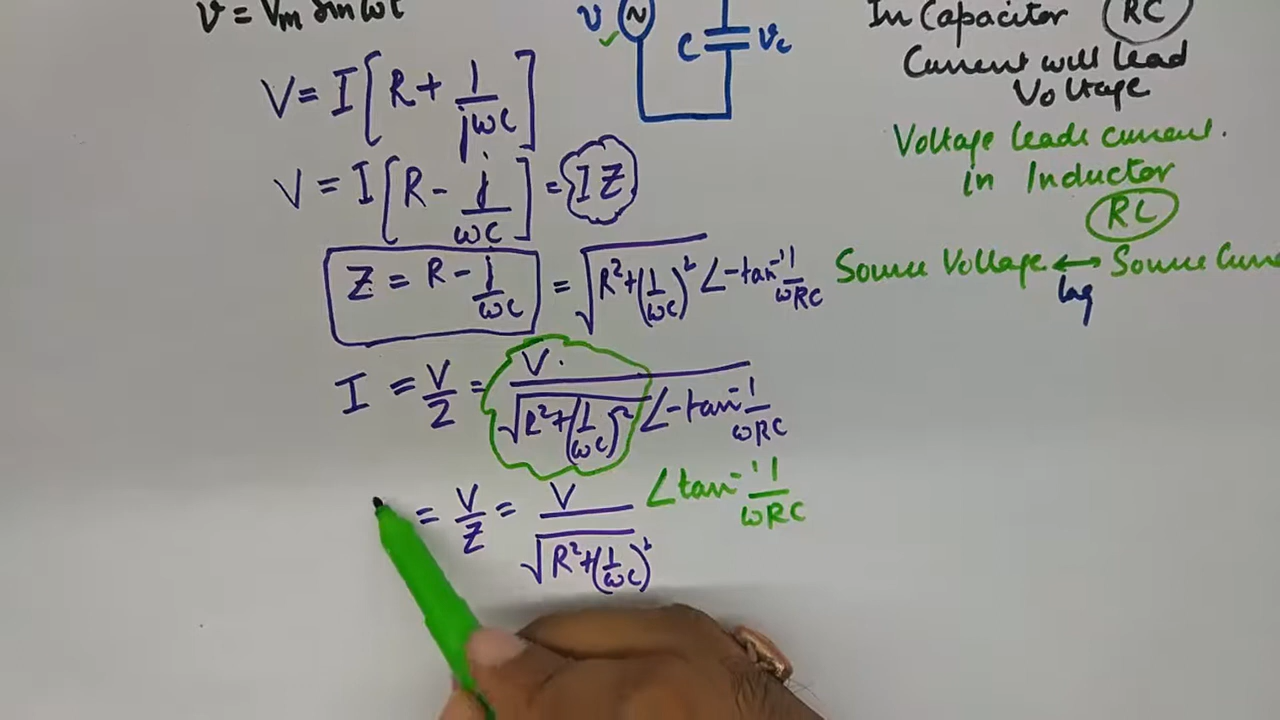 v = Vm sin ωt
V = I [ R + 1/jωC ]
V = I [ R - j/ωC ] = I Z
Z = R - j/ωC = √(R² + (1/ωC)²) ∠-tan⁻¹ 1/ωRC
I = V/Z = V / √(R² + (1/ωC)²) ∠-tan⁻¹ 1/ωRC
= V/Z = V / √(R² + (1/ωC)²) ∠tan⁻¹ 1/ωRC
v
C
vc
In Capacitor RC
Current will lead
Voltage
Voltage leads current.
in Inductor
RL
Source Voltage ↔ Source Curre
lag